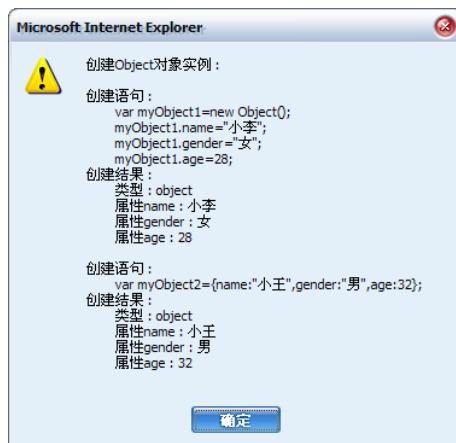 Microsoft Internet Explorer
创建Object对象实例：
创建语句：
var myObject1=new Object();
myObject1.name="小李";
myObject1.gender="女";
myObject1.age=28;
创建结果：
类型：object
属性name：小李
属性gender：女
属性age：28
创建语句：
var myObject2={name:"小王",gender:"男",age:32};
创建结果：
类型：object
属性name：小王
属性gender：男
属性age：32
确定